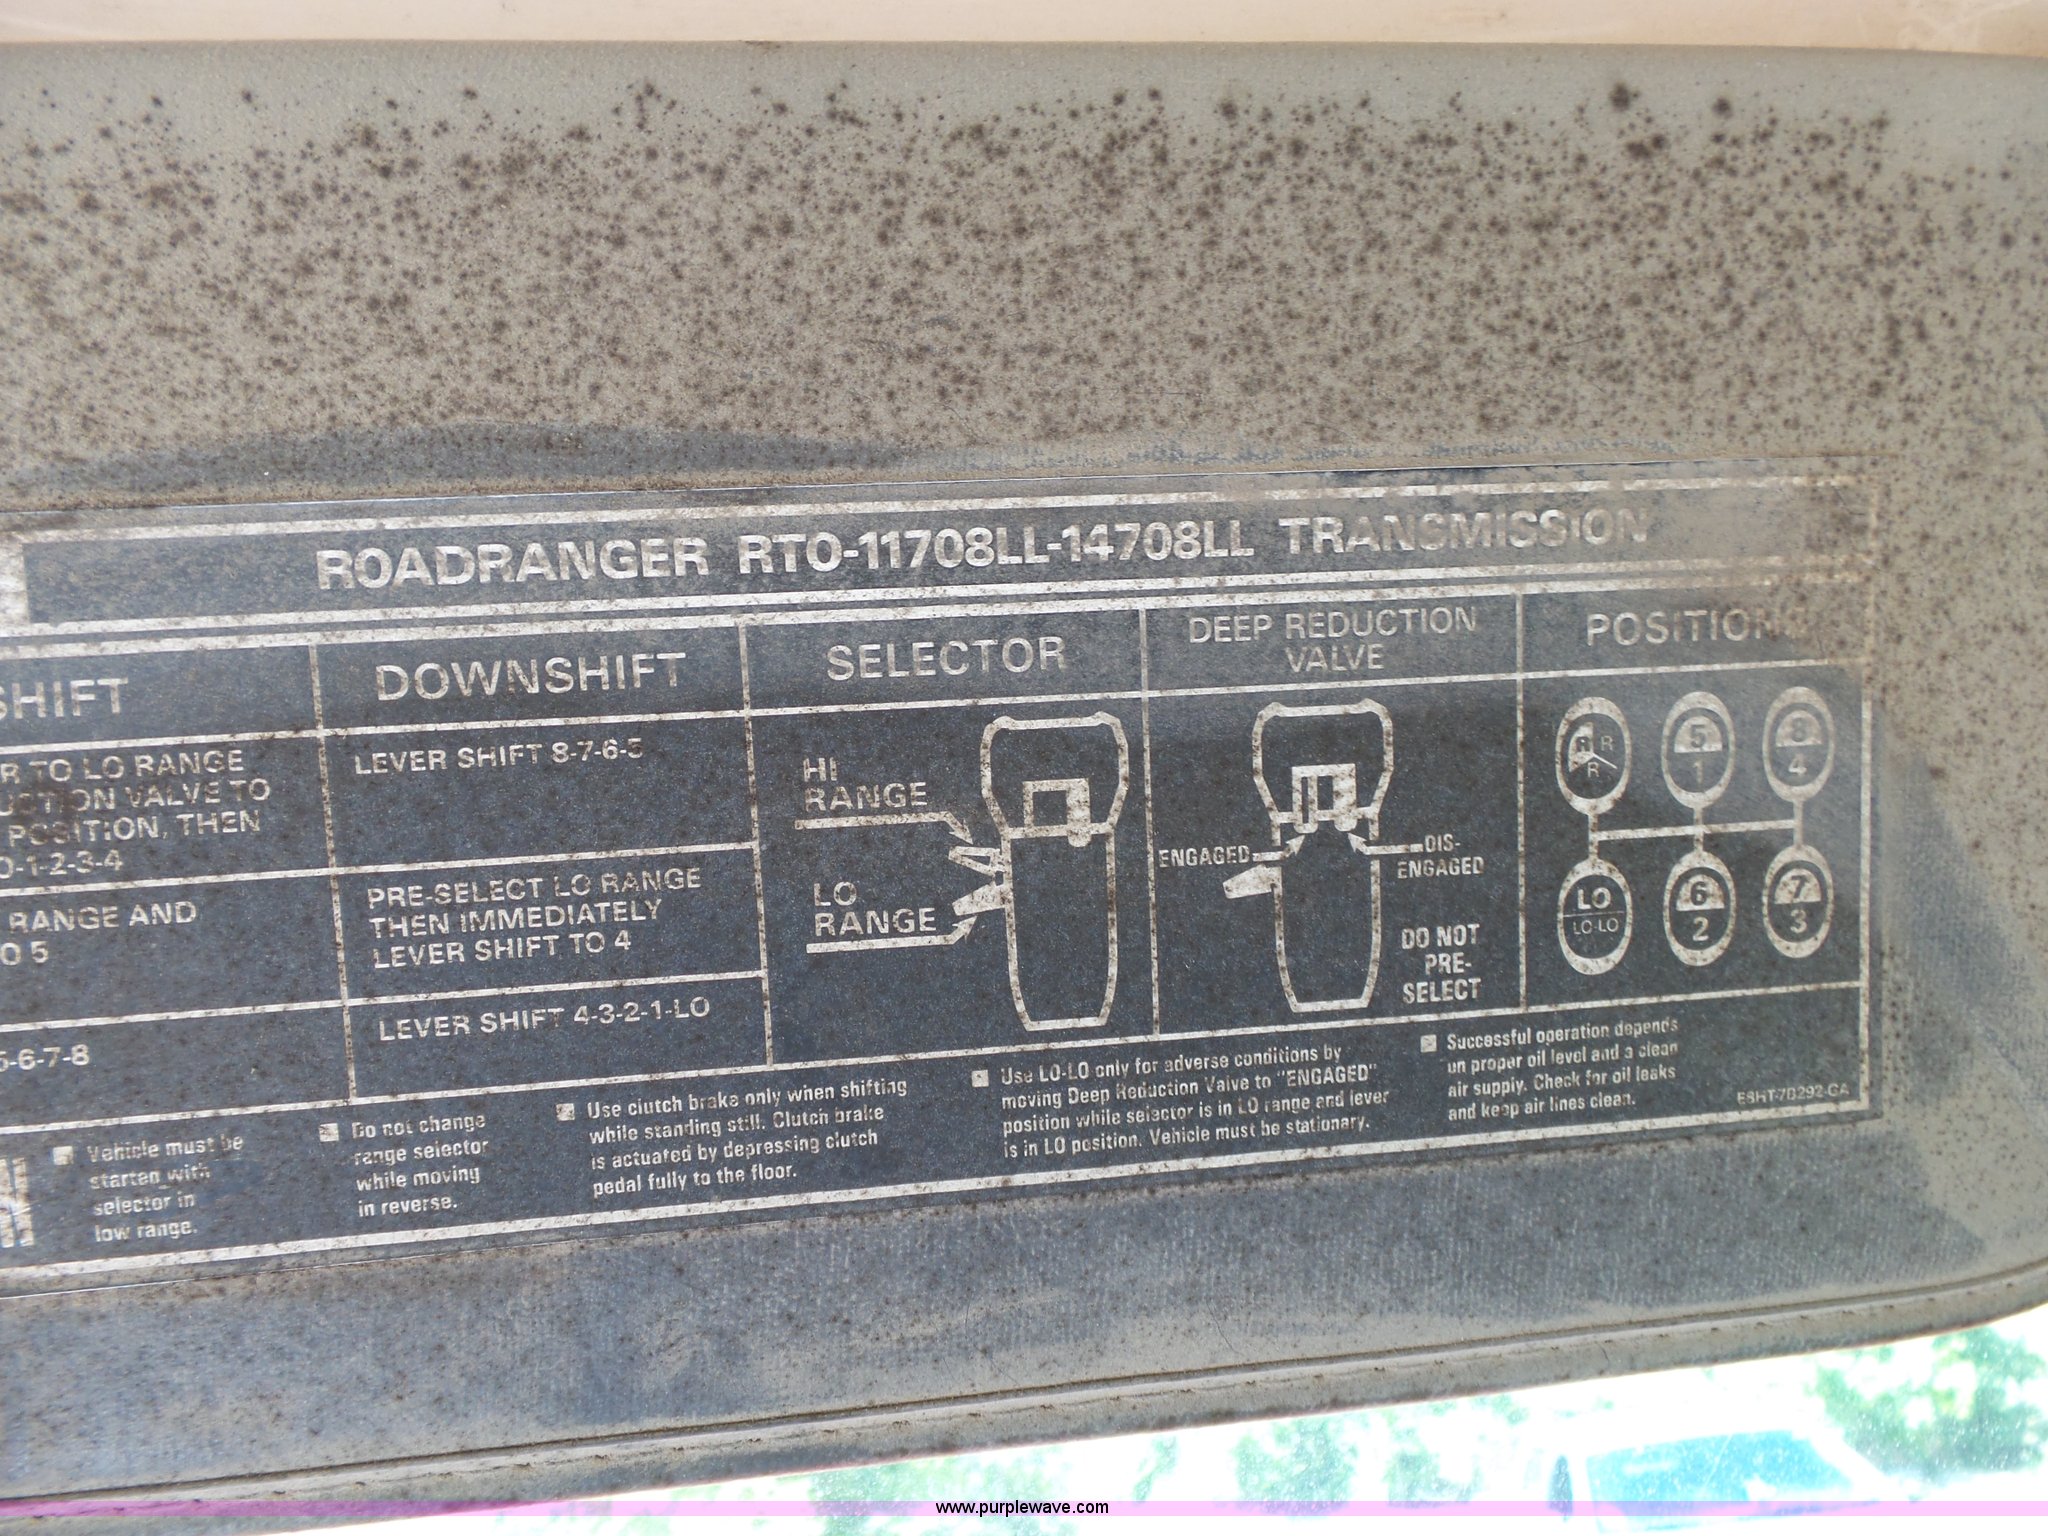 ROADRANGER RTO-11708LL-14708LL TRANSMISSION
SHIFT
R TO LO RANGE
UCTION VALVE TO
POSITION, THEN
O-1-2-3-4
RANGE AND
O 5
5-6-7-8
DOWNSHIFT
LEVER SHIFT 8-7-6-5
PRE-SELECT LO RANGE
THEN IMMEDIATELY
LEVER SHIFT TO 4
LEVER SHIFT 4-3-2-1-LO
SELECTOR
HI
RANGE
LO
RANGE
DEEP REDUCTION
VALVE
ENGAGED
DIS-
ENGAGED
DO NOT
PRE-
SELECT
POSITIONS
R R
R
5
1
8
4
LO
LO-LO
6
2
7
3
Vehicle must be
started with
selector in
low range.
Do not change
range selector
while moving
in reverse.
Use clutch brake only when shifting
while standing still. Clutch brake
is actuated by depressing clutch
pedal fully to the floor.
Use LO-LO only for adverse conditions by
moving Deep Reduction Valve to "ENGAGED"
position while selector is in LO range and lever
is in LO position. Vehicle must be stationary.
Successful operation depends
on proper oil level and a clean
air supply. Check for oil leaks
and keep air lines clean.
E8HT-7B292-CA
www.purplewave.com